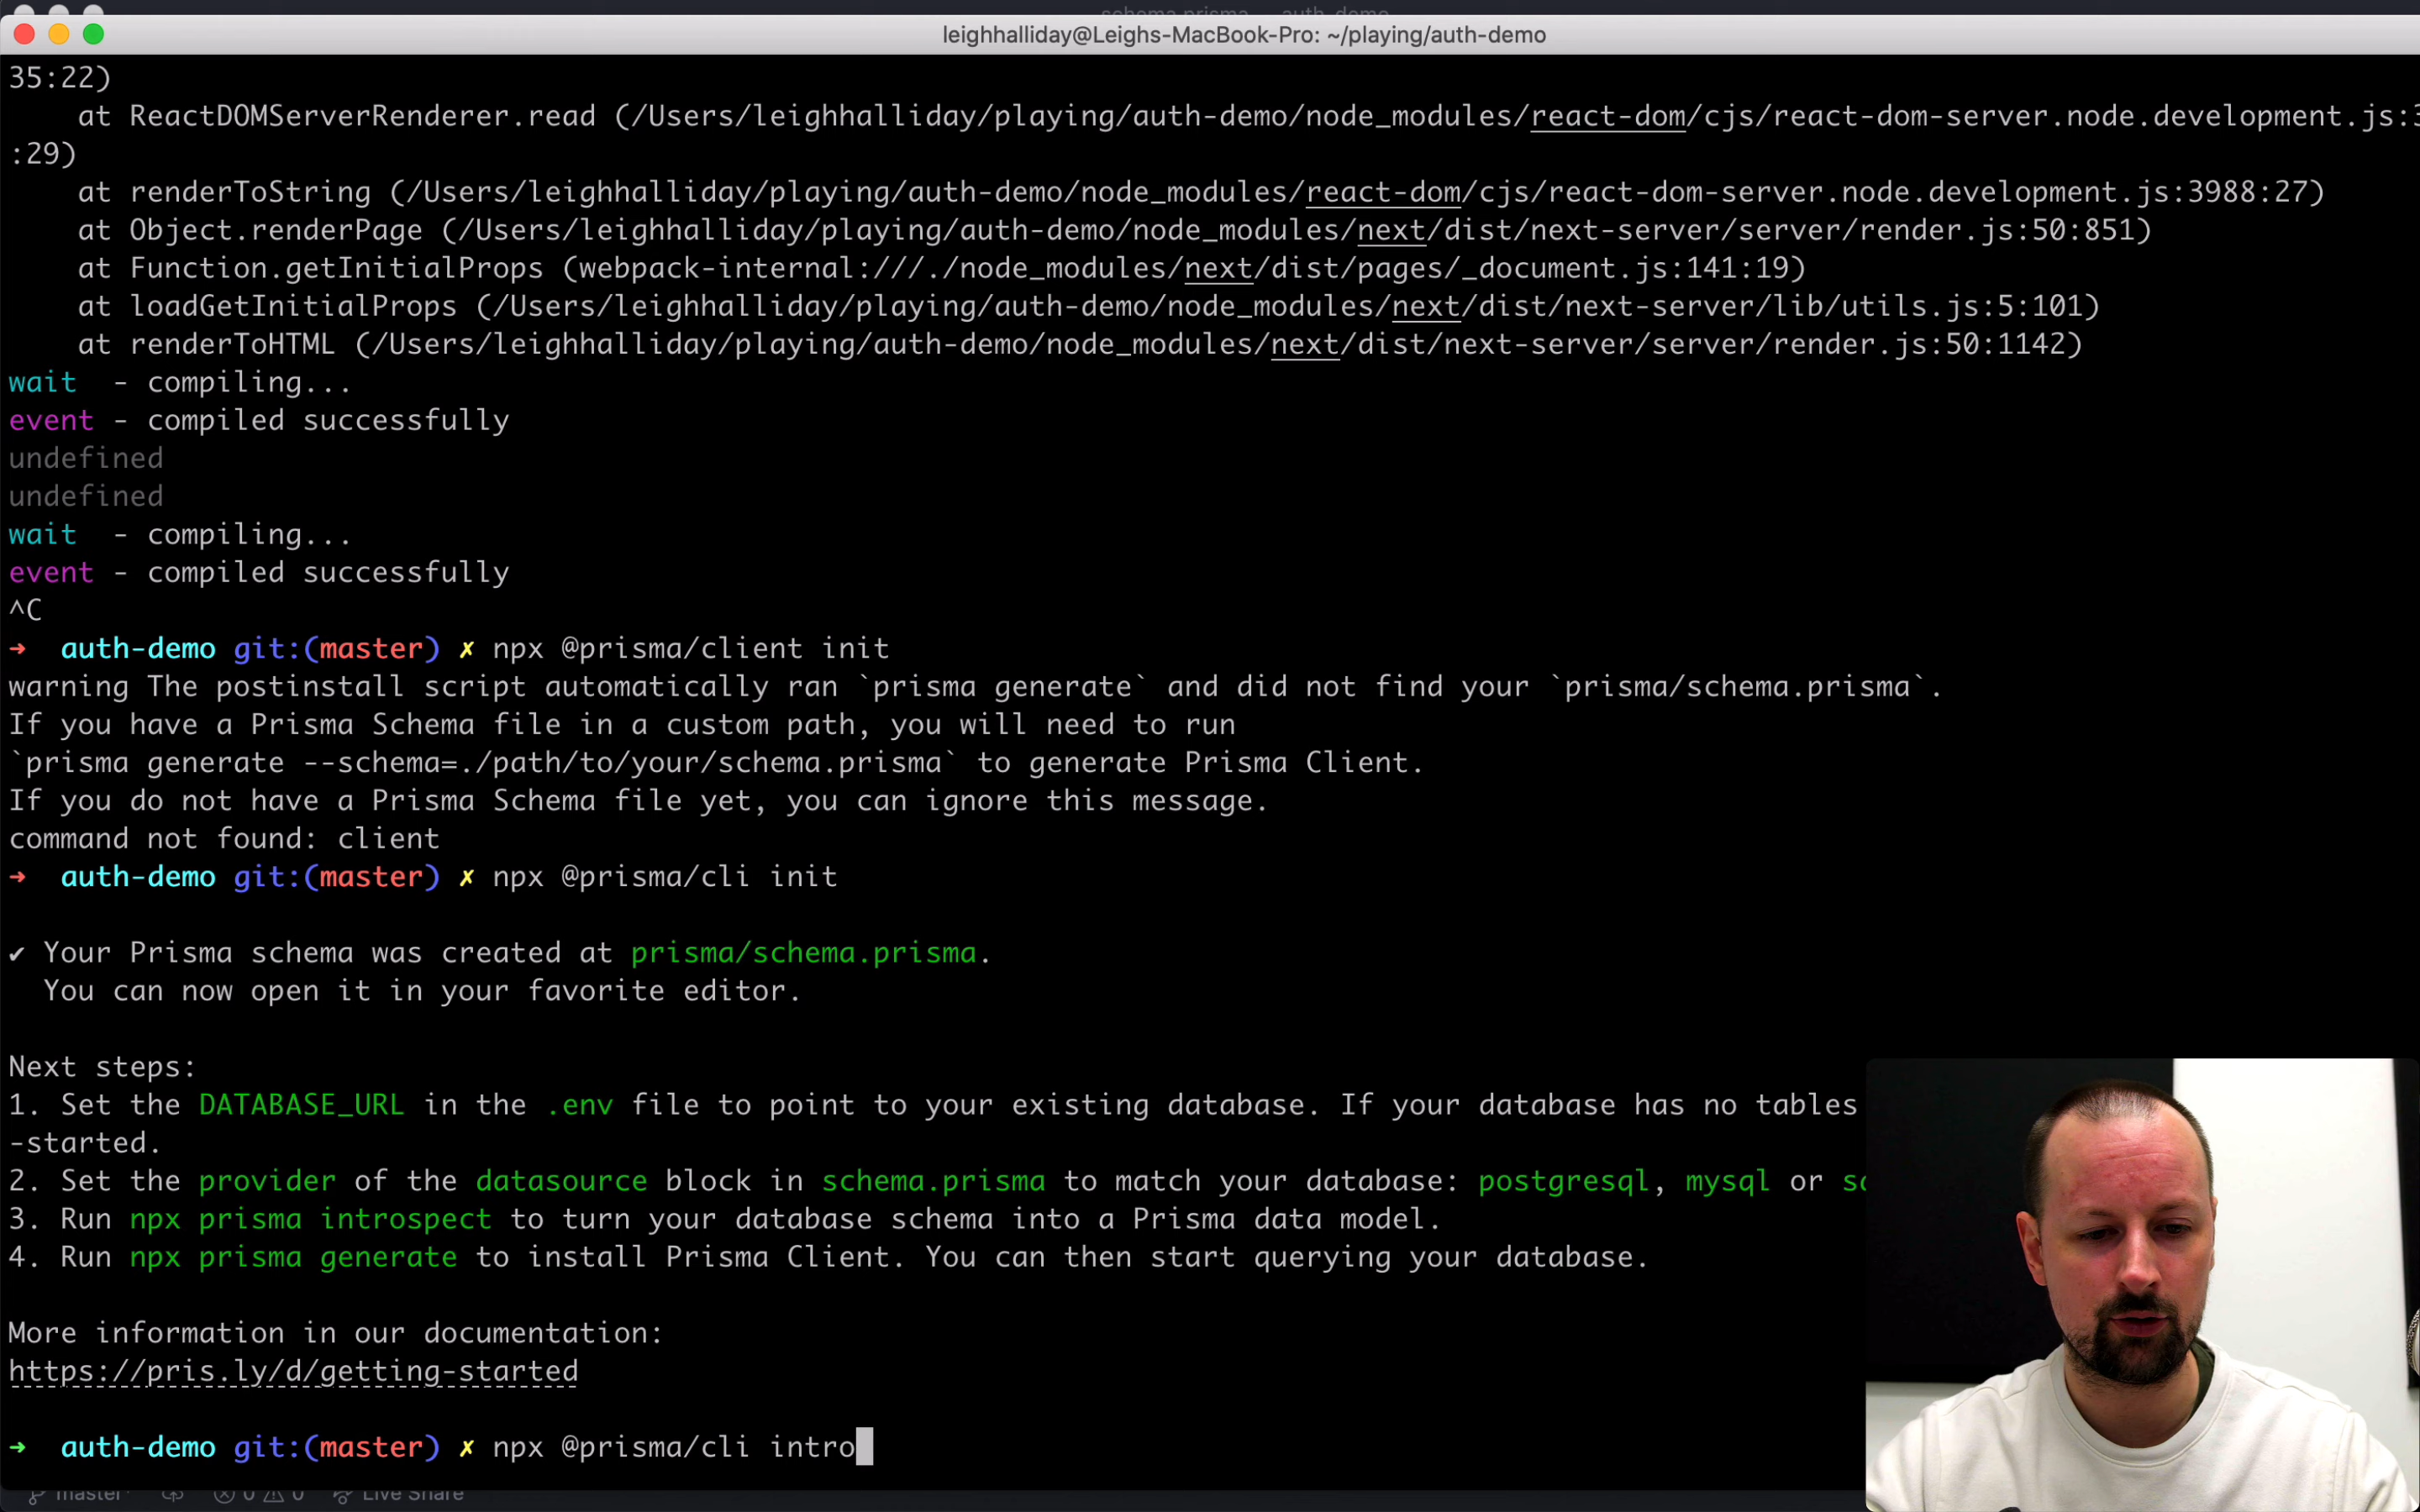 schema.prisma — auth-demo
leighhalliday@Leighs-MacBook-Pro: ~/playing/auth-demo
35:22)
at ReactDOMServerRenderer.read (/Users/leighhalliday/playing/auth-demo/node_modules/react-dom/cjs/react-dom-server.node.development.js:3
:29)
at renderToString (/Users/leighhalliday/playing/auth-demo/node_modules/react-dom/cjs/react-dom-server.node.development.js:3988:27)
at Object.renderPage (/Users/leighhalliday/playing/auth-demo/node_modules/next/dist/next-server/server/render.js:50:851)
at Function.getInitialProps (webpack-internal:///./node_modules/next/dist/pages/_document.js:141:19)
at loadGetInitialProps (/Users/leighhalliday/playing/auth-demo/node_modules/next/dist/next-server/lib/utils.js:5:101)
at renderToHTML (/Users/leighhalliday/playing/auth-demo/node_modules/next/dist/next-server/server/render.js:50:1142)
wait  - compiling...
event - compiled successfully
undefined
undefined
wait  - compiling...
event - compiled successfully
^C
➜  auth-demo git:(master) ✗ npx @prisma/client init
warning The postinstall script automatically ran `prisma generate` and did not find your `prisma/schema.prisma`.
If you have a Prisma Schema file in a custom path, you will need to run
`prisma generate --schema=./path/to/your/schema.prisma` to generate Prisma Client.
If you do not have a Prisma Schema file yet, you can ignore this message.
command not found: client
➜  auth-demo git:(master) ✗ npx @prisma/cli init
✔ Your Prisma schema was created at prisma/schema.prisma.
You can now open it in your favorite editor.
Next steps:
1. Set the DATABASE_URL in the .env file to point to your existing database. If your database has no tables
-started.
2. Set the provider of the datasource block in schema.prisma to match your database: postgresql, mysql or
3. Run npx prisma introspect to turn your database schema into a Prisma data model.
4. Run npx prisma generate to install Prisma Client. You can then start querying your database.
More information in our documentation:
https://pris.ly/d/getting-started
➜  auth-demo git:(master) ✗ npx @prisma/cli intro
master* 0 0 Live Share